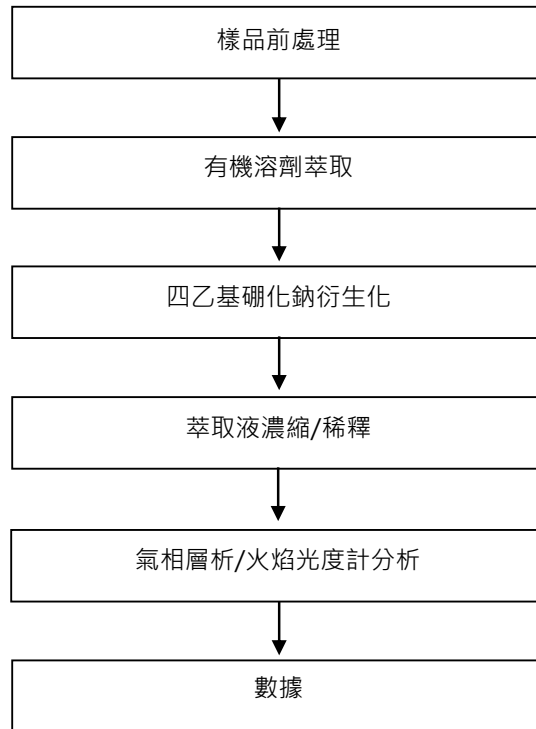 樣品前處理
有機溶劑萃取
四乙基硼化鈉衍生化
萃取液濃縮/稀釋
氣相層析/火焰光度計分析
數據